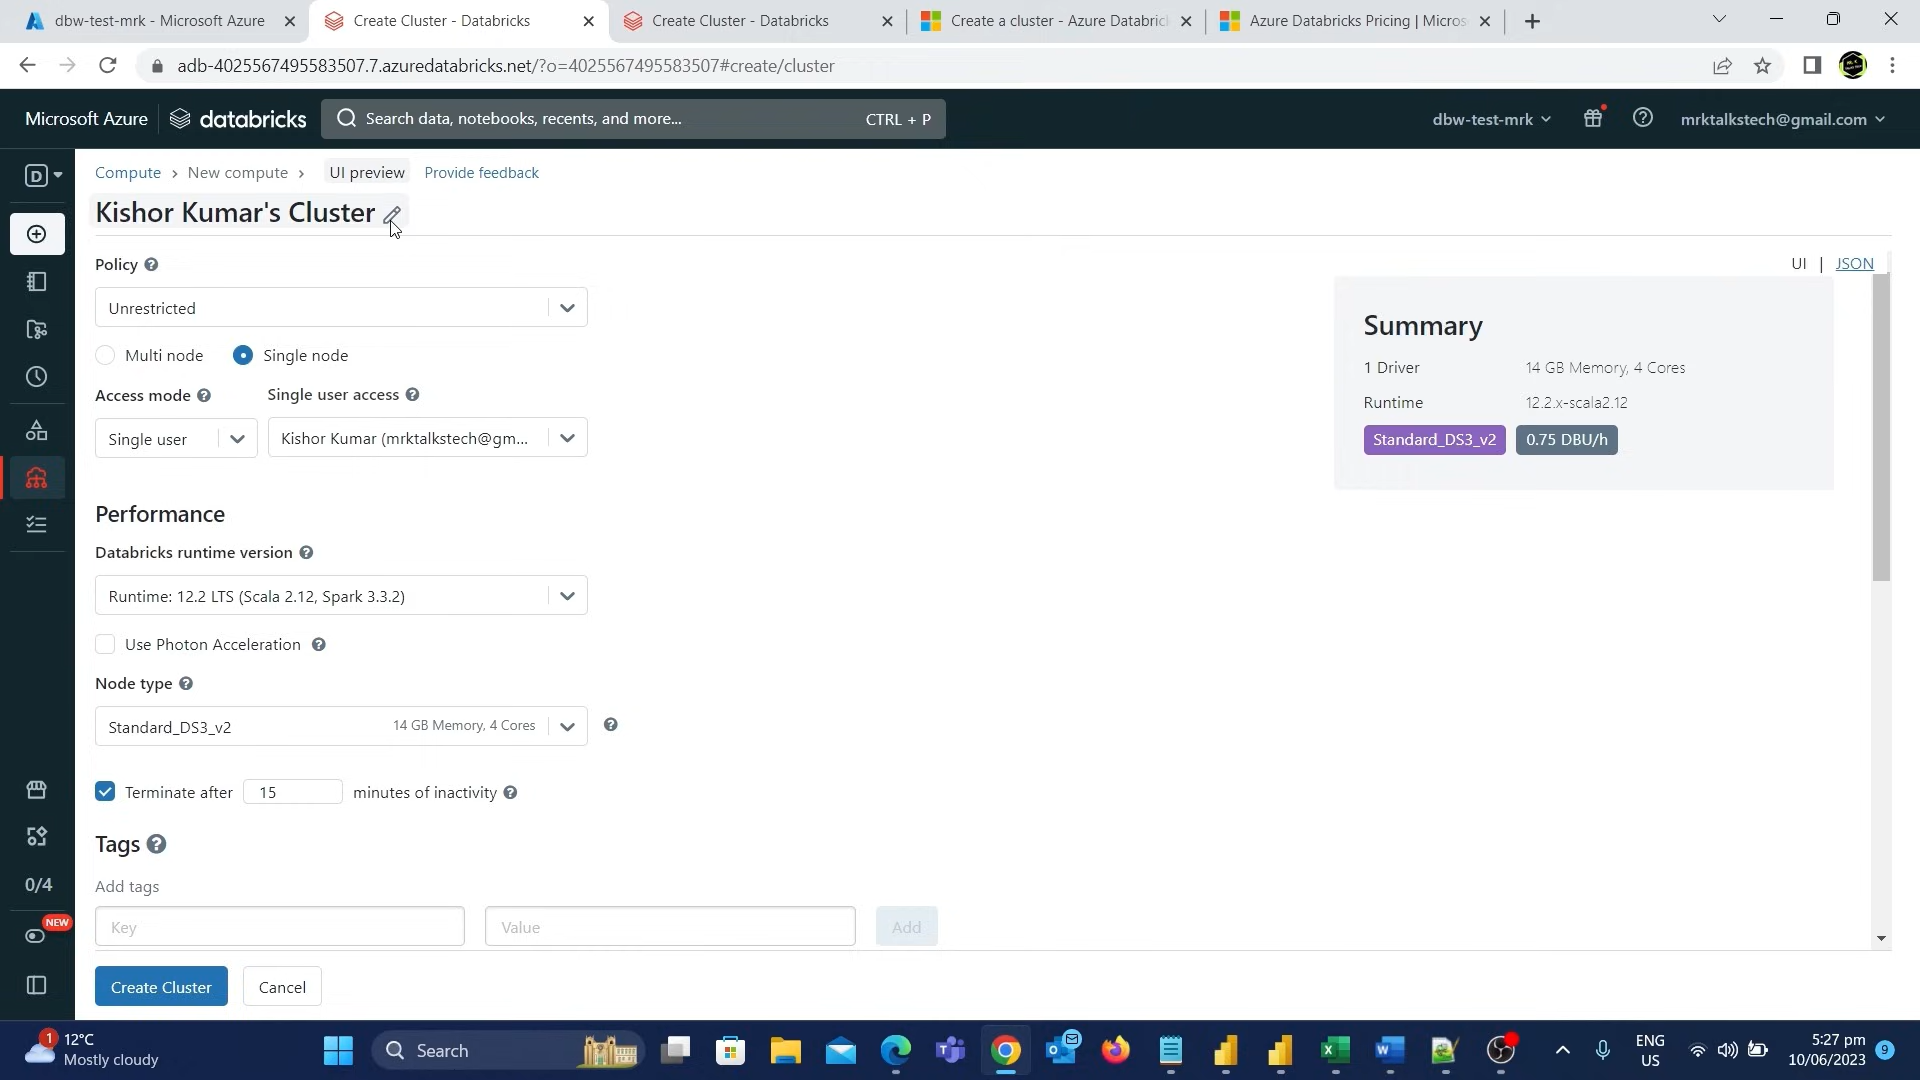 dbw-test-mrk - Microsoft Azure
Create Cluster - Databricks
Create Cluster - Databricks
Create a cluster - Azure Databric
Azure Databricks Pricing | Micros
adb-4025567495583507.7.azuredatabricks.net/?o=4025567495583507#create/cluster
Microsoft Azure
databricks
Search data, notebooks, recents, and more...
CTRL + P
dbw-test-mrk
mrktalkstech@gmail.com
D
Compute
New compute
UI preview
Provide feedback
Kishor Kumar's Cluster
Policy
UI | JSON
Unrestricted
Multi node
Single node
Access mode
Single user access
Single user
Kishor Kumar (mrktalkstech@gm...
Summary
1 Driver 14 GB Memory, 4 Cores
Runtime 12.2.x-scala2.12
Standard_DS3_v2 0.75 DBU/h
Performance
Databricks runtime version
Runtime: 12.2 LTS (Scala 2.12, Spark 3.3.2)
Use Photon Acceleration
Node type
Standard_DS3_v2 14 GB Memory, 4 Cores
Terminate after 15 minutes of inactivity
Tags
Add tags
Key
Value
Add
0/4
NEW
Create Cluster
Cancel
1
12°C
Mostly cloudy
Search
ENG
US
5:27 pm
10/06/2023
9